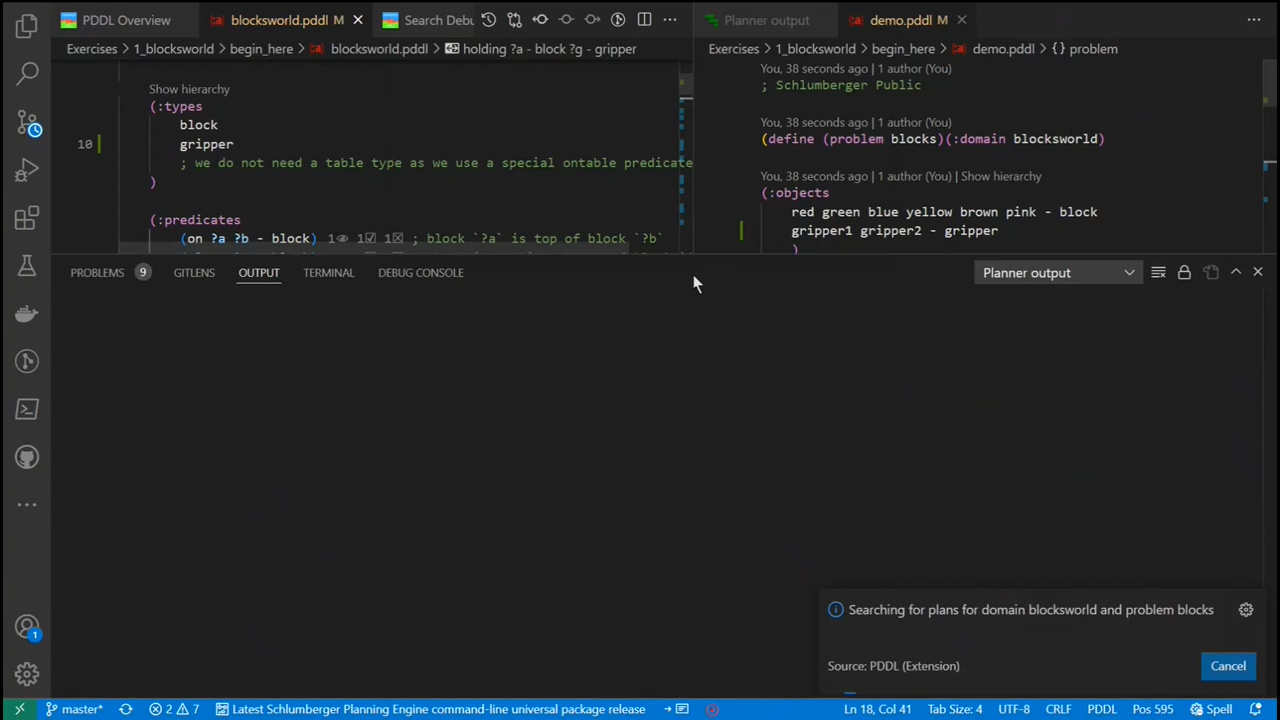 PDDL Overview
blocksworld.pddl M
Search Debu
Planner output
demo.pddl M
Exercises > 1_blocksworld > begin_here > blocksworld.pddl > holding ?a - block ?g - gripper
Exercises > 1_blocksworld > begin_here > demo.pddl > {} problem
Show hierarchy
(:types
block
10 gripper
; we do not need a table type as we use a special ontable predicate
)
(:predicates
(on ?a ?b - block) 1 1 1 ; block `?a` is top of block `?b`
You, 38 seconds ago | 1 author (You)
; Schlumberger Public
You, 38 seconds ago | 1 author (You)
(define (problem blocks)(:domain blocksworld)
You, 38 seconds ago | 1 author (You) | Show hierarchy
(:objects
red green blue yellow brown pink - block
gripper1 gripper2 - gripper
)
PROBLEMS 9 GITLENS OUTPUT TERMINAL DEBUG CONSOLE
Planner output
Searching for plans for domain blocksworld and problem blocks
Source: PDDL (Extension)
Cancel
1
master* 2 7 Latest Schlumberger Planning Engine command-line universal package release Ln 18, Col 41 Tab Size: 4 UTF-8 CRLF PDDL Pos 595 Spell